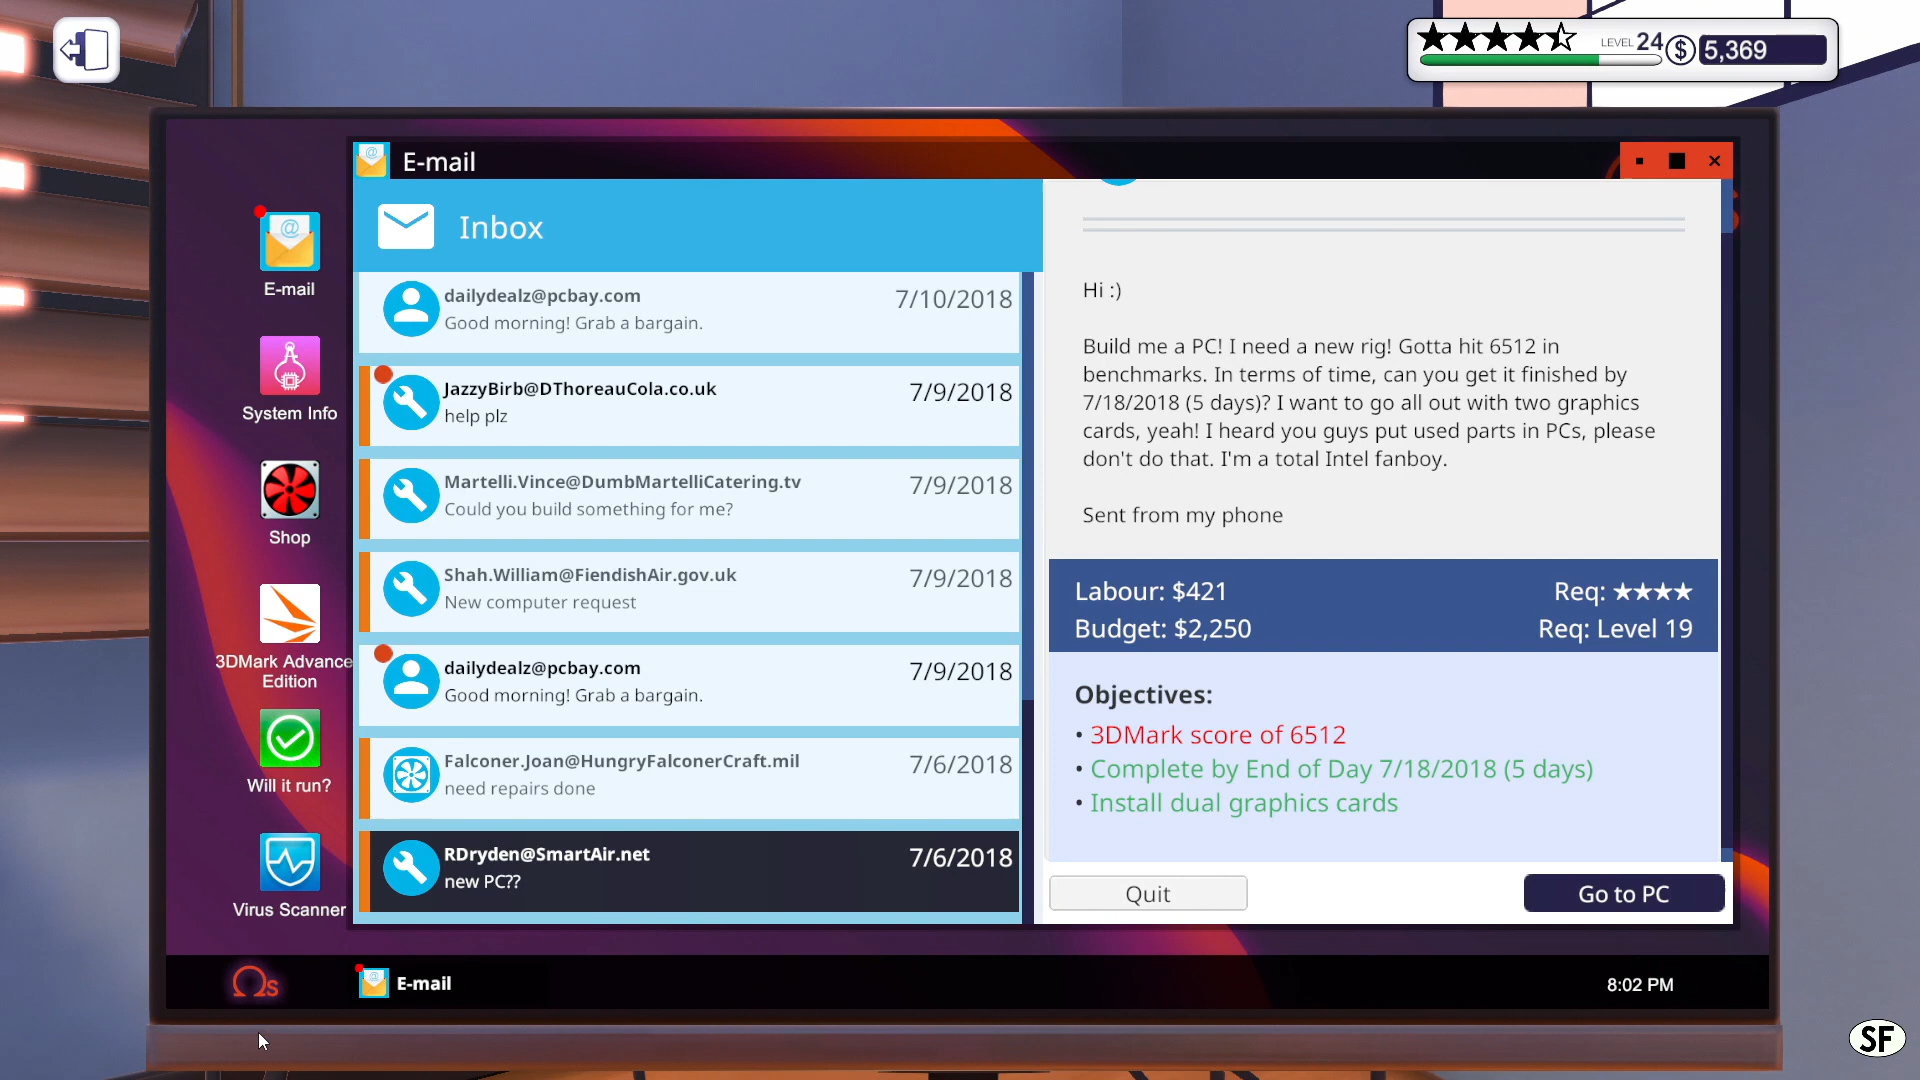 LEVEL 24
$ 5,369
E-mail
Inbox
dailydealz@pcbay.com 7/10/2018
Good morning! Grab a bargain.
JazzyBirb@DThoreauCola.co.uk 7/9/2018
help plz
Martelli.Vince@DumbMartelliCatering.tv 7/9/2018
Could you build something for me?
Shah.William@FiendishAir.gov.uk 7/9/2018
New computer request
dailydealz@pcbay.com 7/9/2018
Good morning! Grab a bargain.
Falconer.Joan@HungryFalconerCraft.mil 7/6/2018
need repairs done
RDryden@SmartAir.net 7/6/2018
new PC??
Hi :)
Build me a PC! I need a new rig! Gotta hit 6512 in
benchmarks. In terms of time, can you get it finished by
7/18/2018 (5 days)? I want to go all out with two graphics
cards, yeah! I heard you guys put used parts in PCs, please
don't do that. I'm a total Intel fanboy.
Sent from my phone
Labour: $421 Req: ★★★★
Budget: $2,250 Req: Level 19
Objectives:
• 3DMark score of 6512
• Complete by End of Day 7/18/2018 (5 days)
• Install dual graphics cards
Quit
Go to PC
E-mail
System Info
Shop
3DMark Advance
Edition
Will it run?
Virus Scanner
Ωs
E-mail
8:02 PM
SF